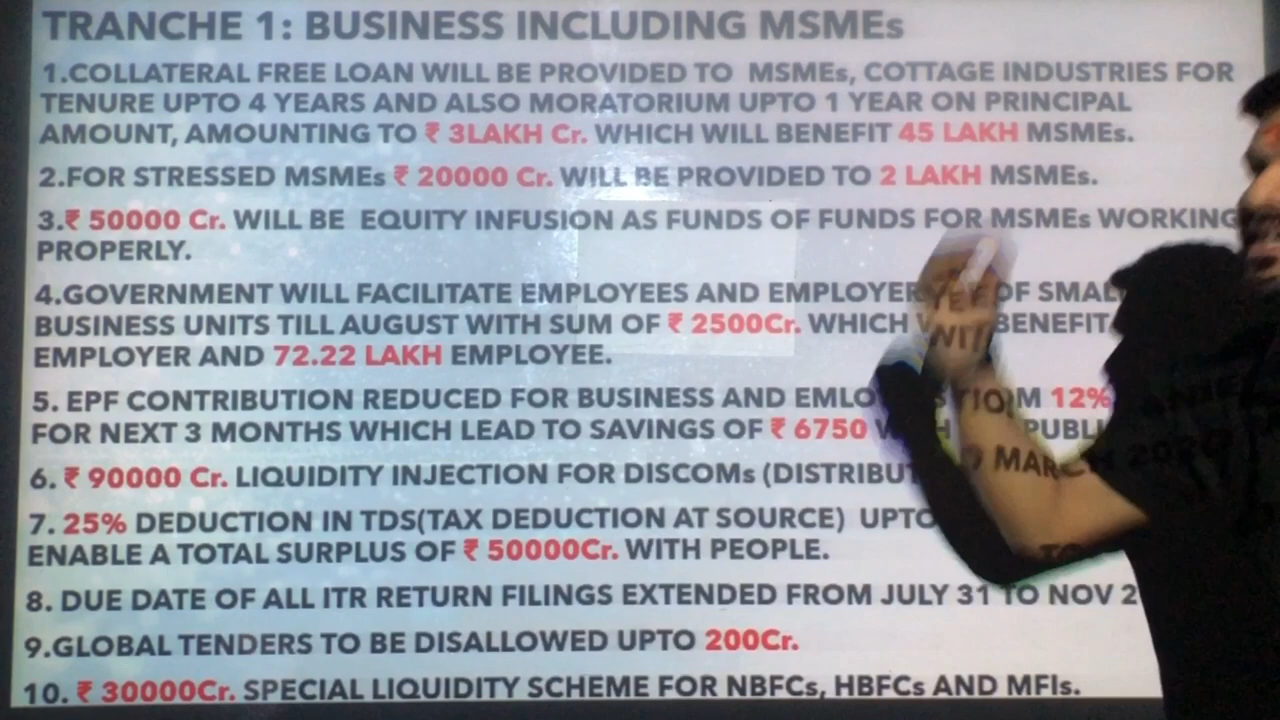 TRANCHE 1: BUSINESS INCLUDING MSMEs
1.COLLATERAL FREE LOAN WILL BE PROVIDED TO MSMEs, COTTAGE INDUSTRIES FOR
TENURE UPTO 4 YEARS AND ALSO MORATORIUM UPTO 1 YEAR ON PRINCIPAL
AMOUNT, AMOUNTING TO ₹ 3LAKH Cr. WHICH WILL BENEFIT 45 LAKH MSMEs.
2.FOR STRESSED MSMEs ₹ 20000 Cr. WILL BE PROVIDED TO 2 LAKH MSMEs.
3.₹ 50000 Cr. WILL BE EQUITY INFUSION AS FUNDS OF FUNDS FOR MSMEs WORKING
PROPERLY.
4.GOVERNMENT WILL FACILITATE EMPLOYEES AND OF
BUSINESS UNITS TILL AUGUST WITH SUM OF ₹ 2500Cr. WHICH BENEFIT
EMPLOYER AND 72.22 LAKH EMPLOYEE.
5. EPF CONTRIBUTION REDUCED FOR BUSINESS AND 12%
FOR NEXT 3 MONTHS WHICH LEAD TO SAVINGS OF ₹ 6750
6. ₹ 90000 Cr. LIQUIDITY INJECTION FOR DISCOMs MARCH
7. 25% DEDUCTION IN TDS(TAX DEDUCTION AT SOURCE) UPTO
ENABLE A TOTAL SURPLUS OF ₹ 50000Cr. WITH PEOPLE.
8. DUE DATE OF ALL ITR RETURN FILINGS EXTENDED FROM JULY 31 TO NOV
9.GLOBAL TENDERS TO BE DISALLOWED UPTO 200Cr.
10. ₹ 30000Cr. SPECIAL LIQUIDITY SCHEME FOR NBFCs, HBFCs AND MFIs.